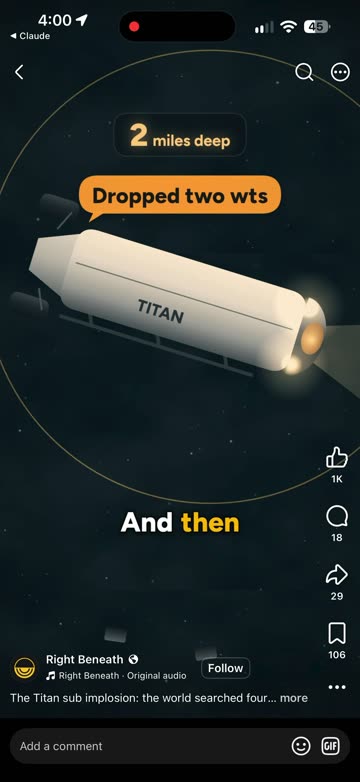 4:00
45
◀ Claude
2 miles deep
Dropped two wts
TITAN
And then
1K
18
29
106
Right Beneath
Right Beneath · Original audio
Follow
The Titan sub implosion: the world searched four... more
Add a comment
GIF